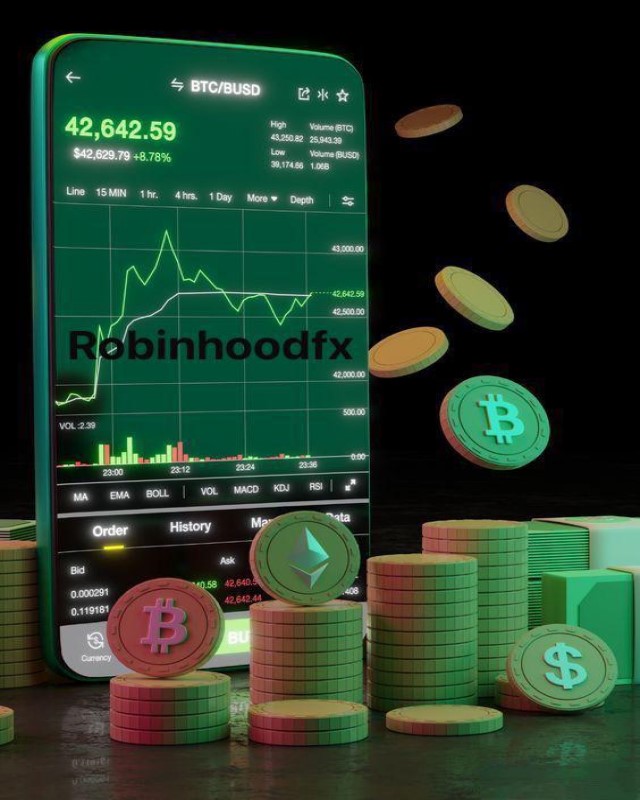 BTC/BUSD
42,642.59
$42,629.79 +8.78%
High Volume (BTC)
43,250.82 25,943.39
Low Volume (BUSD)
39,174.86 1.06B
Line 15 MIN 1 hr. 4 hrs. 1 Day More Depth
43,000.00
42,642.59
42,500.00
Robinhoodfx
42,000.00
VOL :2.39
500.00
0.00
23:00 23:12 23:24 23:36
MA EMA BOLL VOL MACD KDJ RSI
Order History
Bid Ask
0.000291
0.119181
42,642.44
Currency